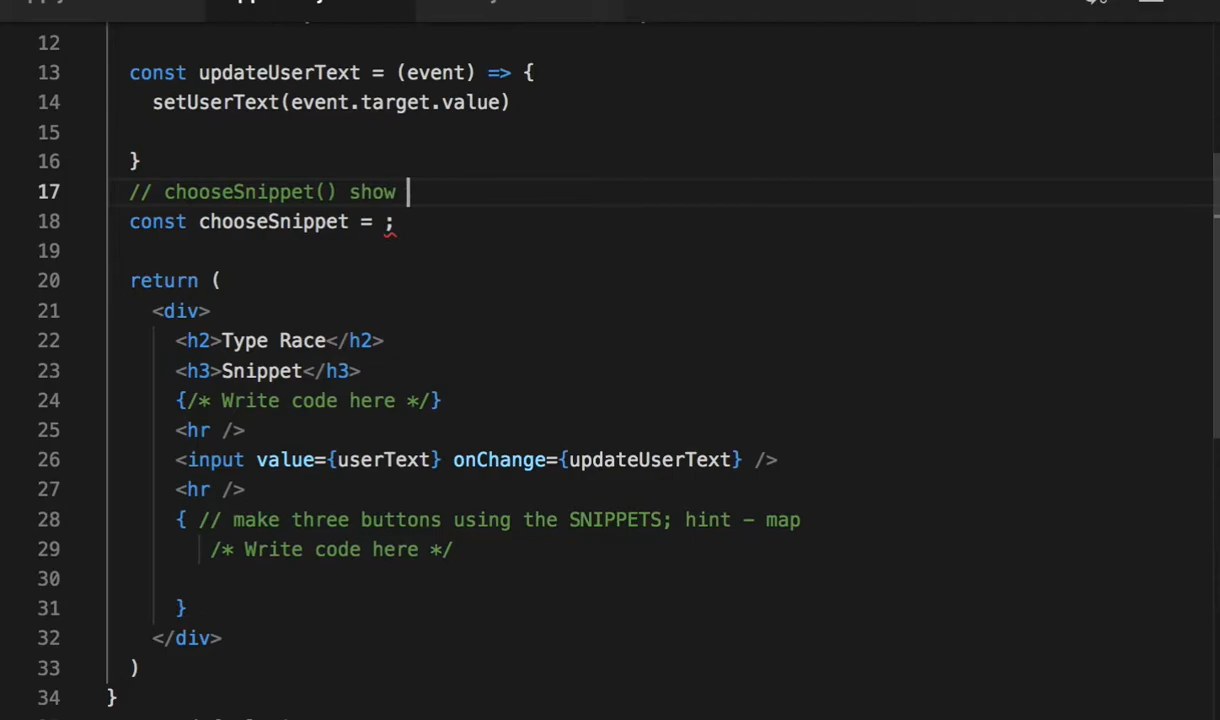 12
13 const updateUserText = (event) => {
14 setUserText(event.target.value)
15
16 }
17 // chooseSnippet() show
18 const chooseSnippet = ;
19
20 return (
21 <div>
22 <h2>Type Race</h2>
23 <h3>Snippet</h3>
24 {/* Write code here */}
25 <hr />
26 <input value={userText} onChange={updateUserText} />
27 <hr />
28 { // make three buttons using the SNIPPETS; hint - map
29 /* Write code here */
30
31 }
32 </div>
33 )
34 }